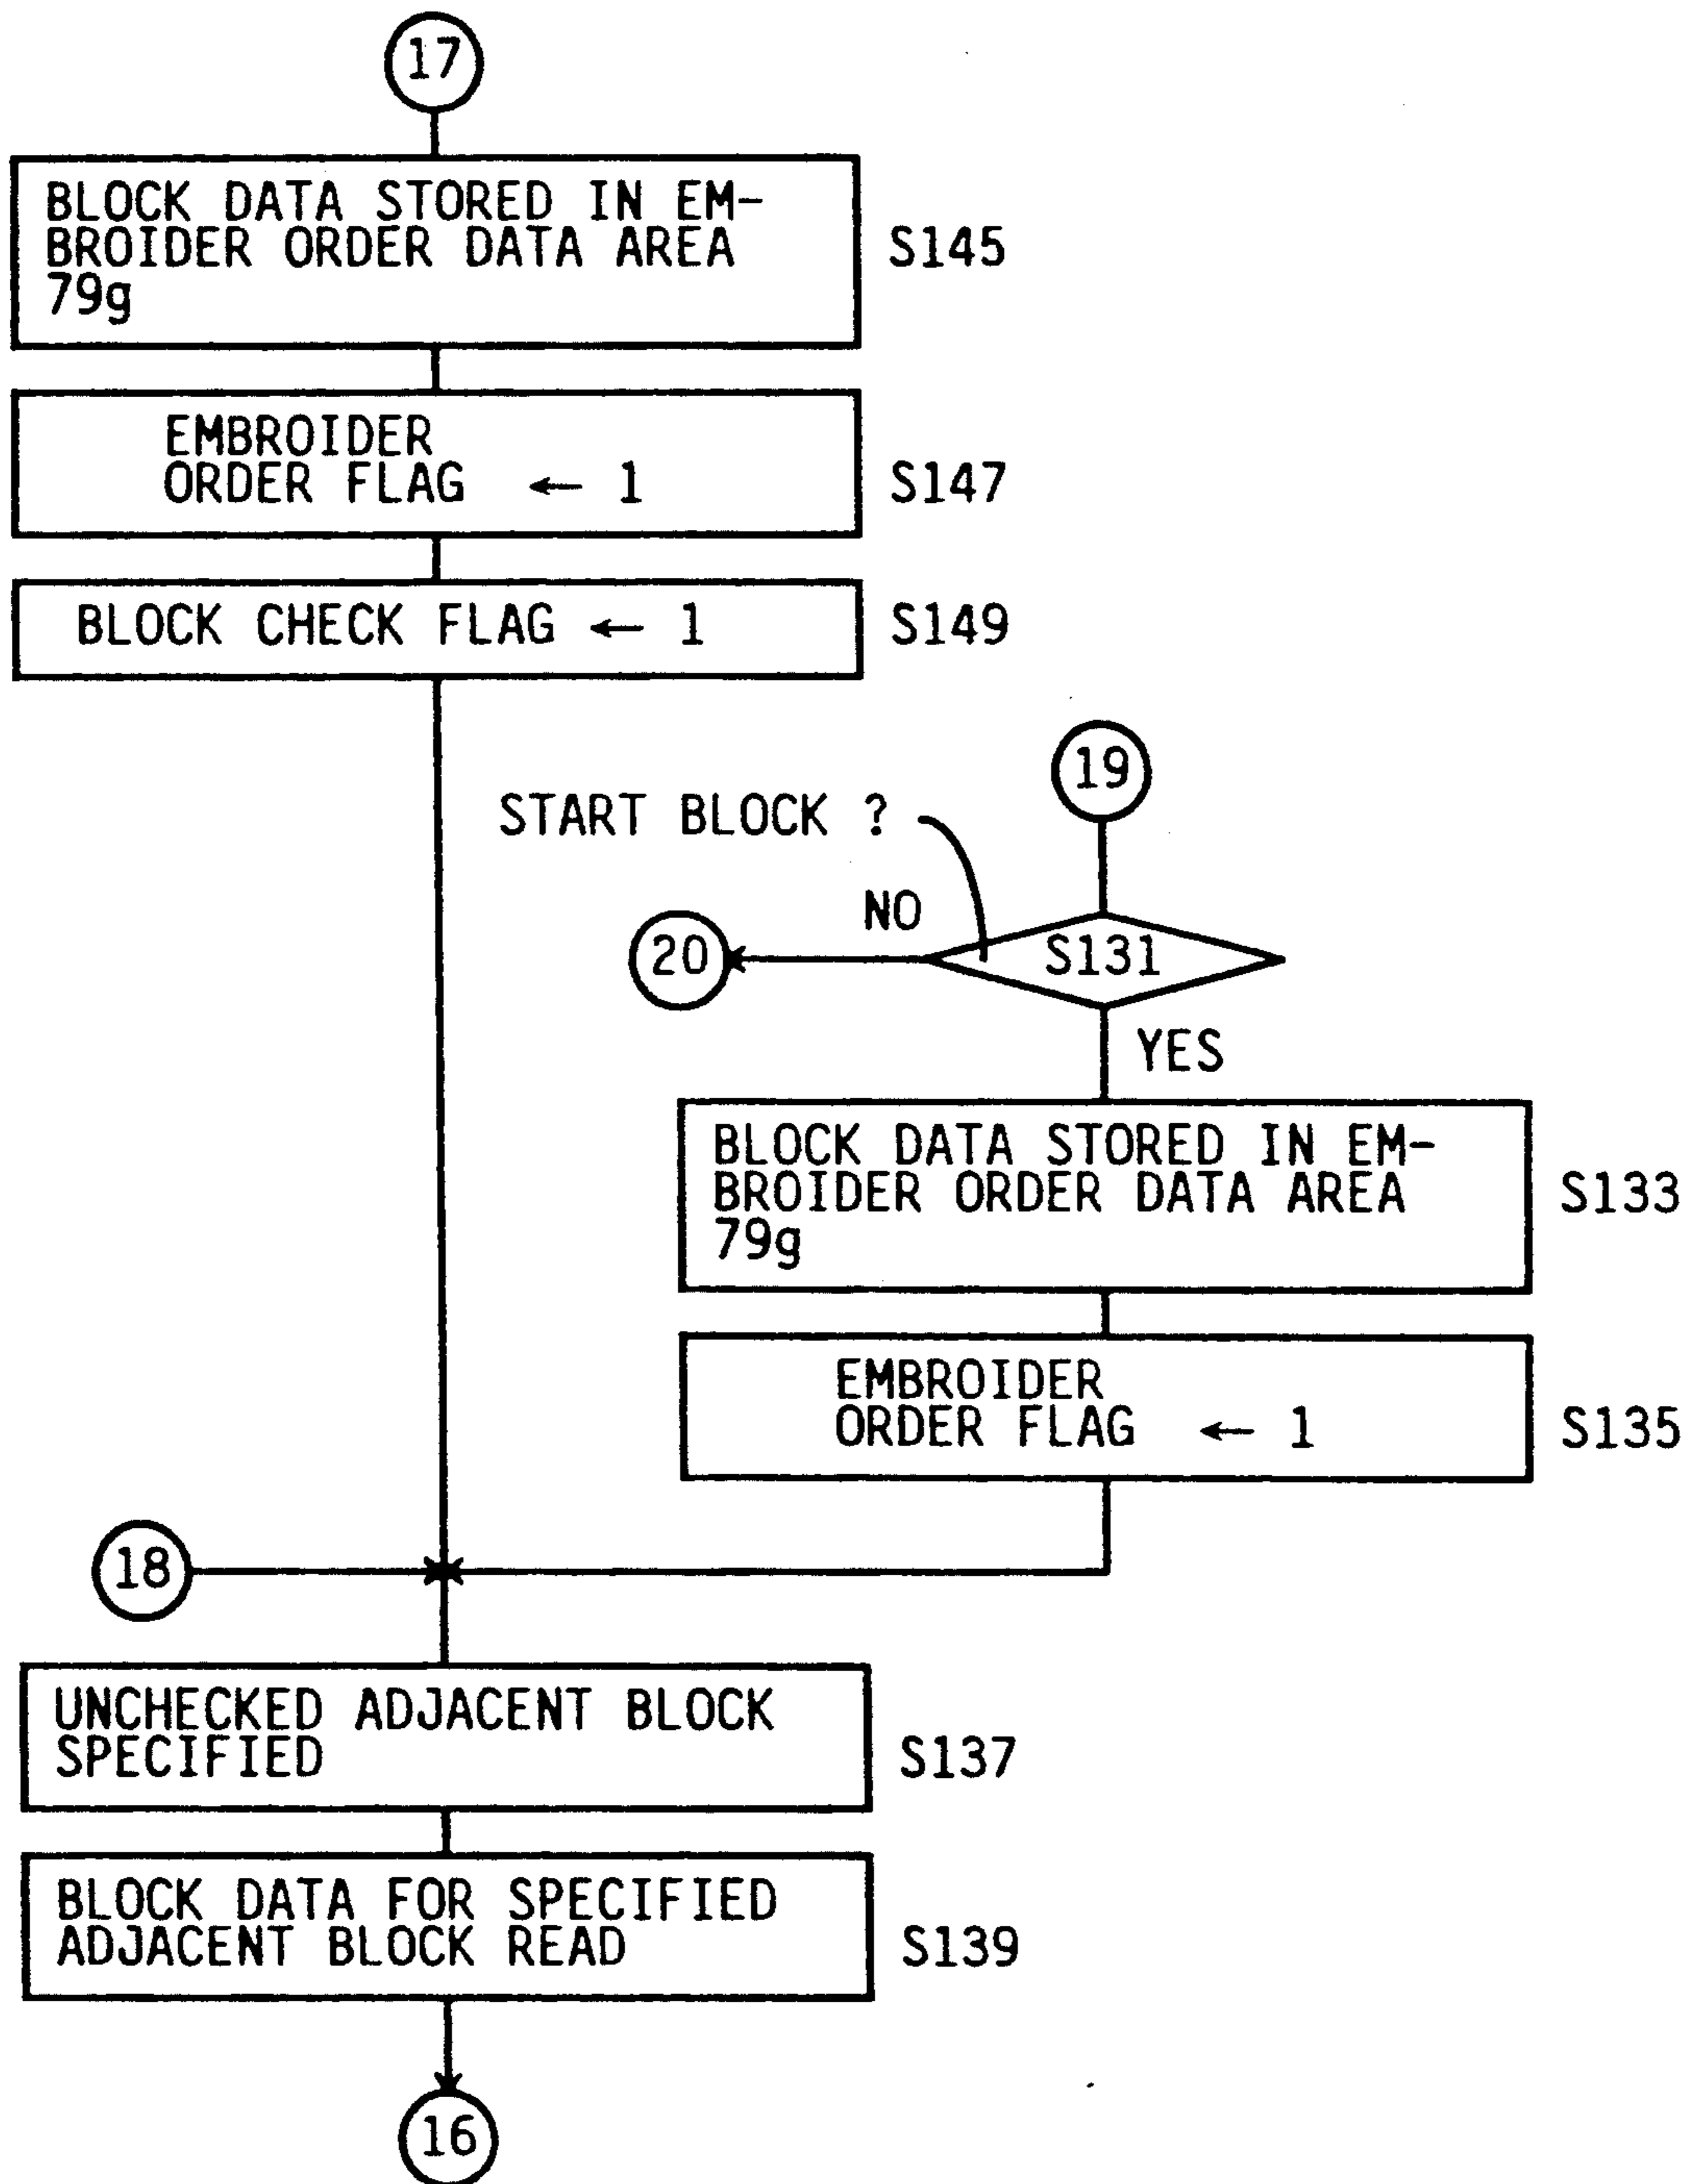 17
BLOCK DATA STORED IN EM-
BROIDER ORDER DATA AREA
79g
S145
EMBROIDER
ORDER FLAG ← 1
S147
BLOCK CHECK FLAG ← 1
S149
19
START BLOCK ?
NO
20
S131
YES
BLOCK DATA STORED IN EM-
BROIDER ORDER DATA AREA
79g
S133
EMBROIDER
ORDER FLAG ← 1
S135
18
UNCHECKED ADJACENT BLOCK
SPECIFIED
S137
BLOCK DATA FOR SPECIFIED
ADJACENT BLOCK READ
S139
16